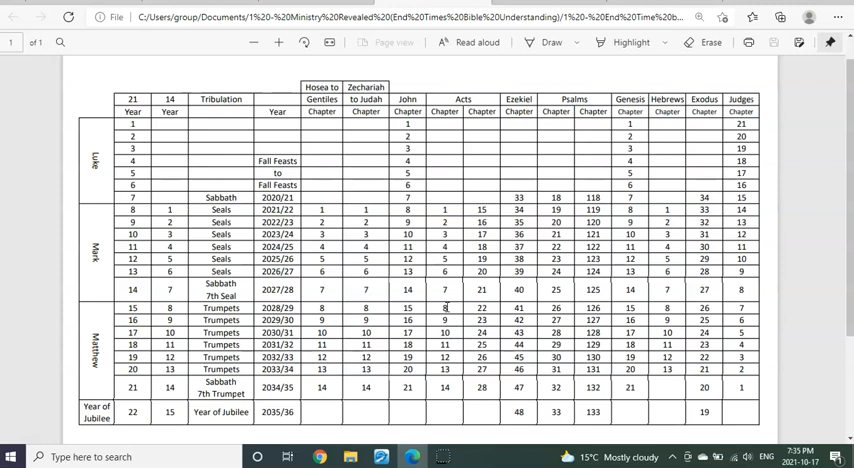 File
C:/Users/group/Documents/1%20-%20Ministry%20Revealed%20(End%20Times%20Bible%20Understanding)/1%20-%20End%20Time%20b...
1 of 1 Page view Read aloud Draw Highlight Erase
Hosea to Zechariah
21 14 Tribulation Gentiles to Judah John Acts Ezekiel Psalms Genesis Hebrews Exodus Judges
Year Year Year Chapter Chapter Chapter Chapter Chapter Chapter Chapter Chapter Chapter Chapter Chapter Chapter
Luke
1 1 1 21
2 2 2 20
3 3 3 19
4 Fall Feasts 4 4 18
5 to 5 5 17
6 Fall Feasts 6 6 16
7 Sabbath 2020/21 7 33 18 118 7 34 15
Mark
8 1 Seals 2021/22 1 1 8 1 15 34 19 119 8 1 33 14
9 2 Seals 2022/23 2 2 9 2 16 35 20 120 9 2 32 13
10 3 Seals 2023/24 3 3 10 3 17 36 21 121 10 3 31 12
11 4 Seals 2024/25 4 4 11 4 18 37 22 122 11 4 30 11
12 5 Seals 2025/26 5 5 12 5 19 38 23 123 12 5 29 10
13 6 Seals 2026/27 6 6 13 6 20 39 24 124 13 6 28 9
14 7 Sabbath 2027/28 7 7 14 7 21 40 25 125 14 7 27 8
7th Seal
Matthew
15 8 Trumpets 2028/29 8 8 15 8 22 41 26 126 15 8 26 7
16 9 Trumpets 2029/30 9 9 16 9 23 42 27 127 16 9 25 6
17 10 Trumpets 2030/31 10 10 17 10 24 43 28 128 17 10 24 5
18 11 Trumpets 2031/32 11 11 18 11 25 44 29 129 18 11 23 4
19 12 Trumpets 2032/33 12 12 19 12 26 45 30 130 19 12 22 3
20 13 Trumpets 2033/34 13 13 20 13 27 46 31 131 20 13 21 2
21 14 Sabbath 2034/35 14 14 21 14 28 47 32 132 21 20 1
7th Trumpet
Year of Jubilee 22 15 Year of Jubilee 2035/36 48 33 133 19
Type here to search
15°C Mostly cloudy
ENG
7:35 PM
2021-10-17